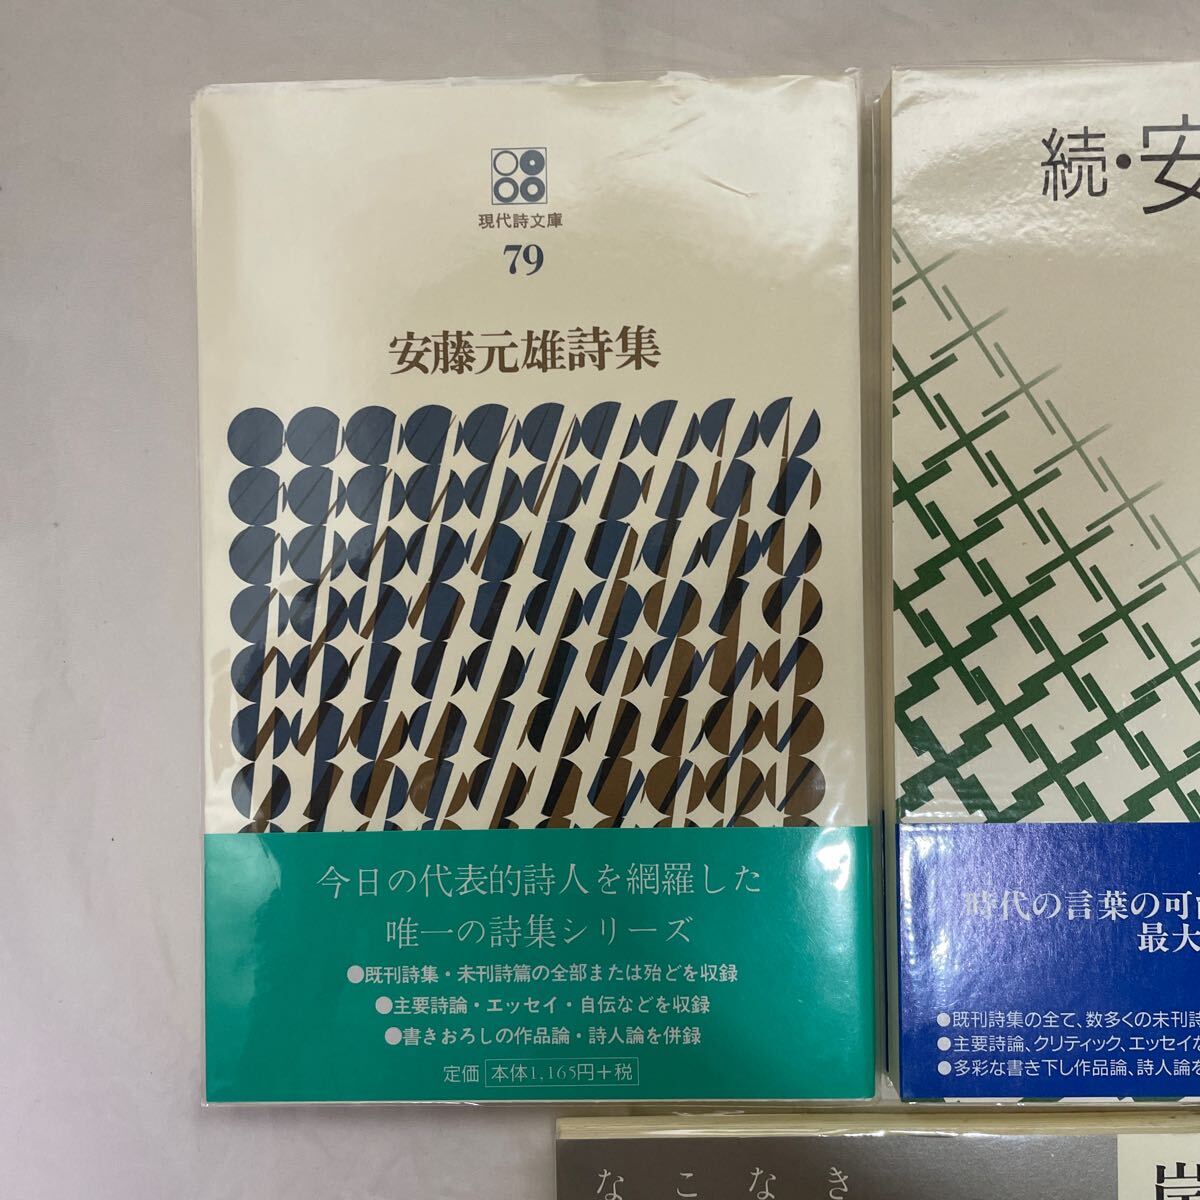 現代詩文庫
79
安藤元雄詩集
今日の代表的詩人を網羅した
唯一の詩集シリーズ
●既刊詩集・未刊詩篇の全部または殆どを収録
●主要詩論・エッセイ・自伝などを収録
●書きおろしの作品論・詩人論を併録
定価 本体1,165円+税
続・安
時代の言葉の可
最大
●既刊詩集の全て、数多くの未刊詩
●主要詩論、クリティック、エッセイな
●多彩な書き下し作品論、詩人論を
な こ な き